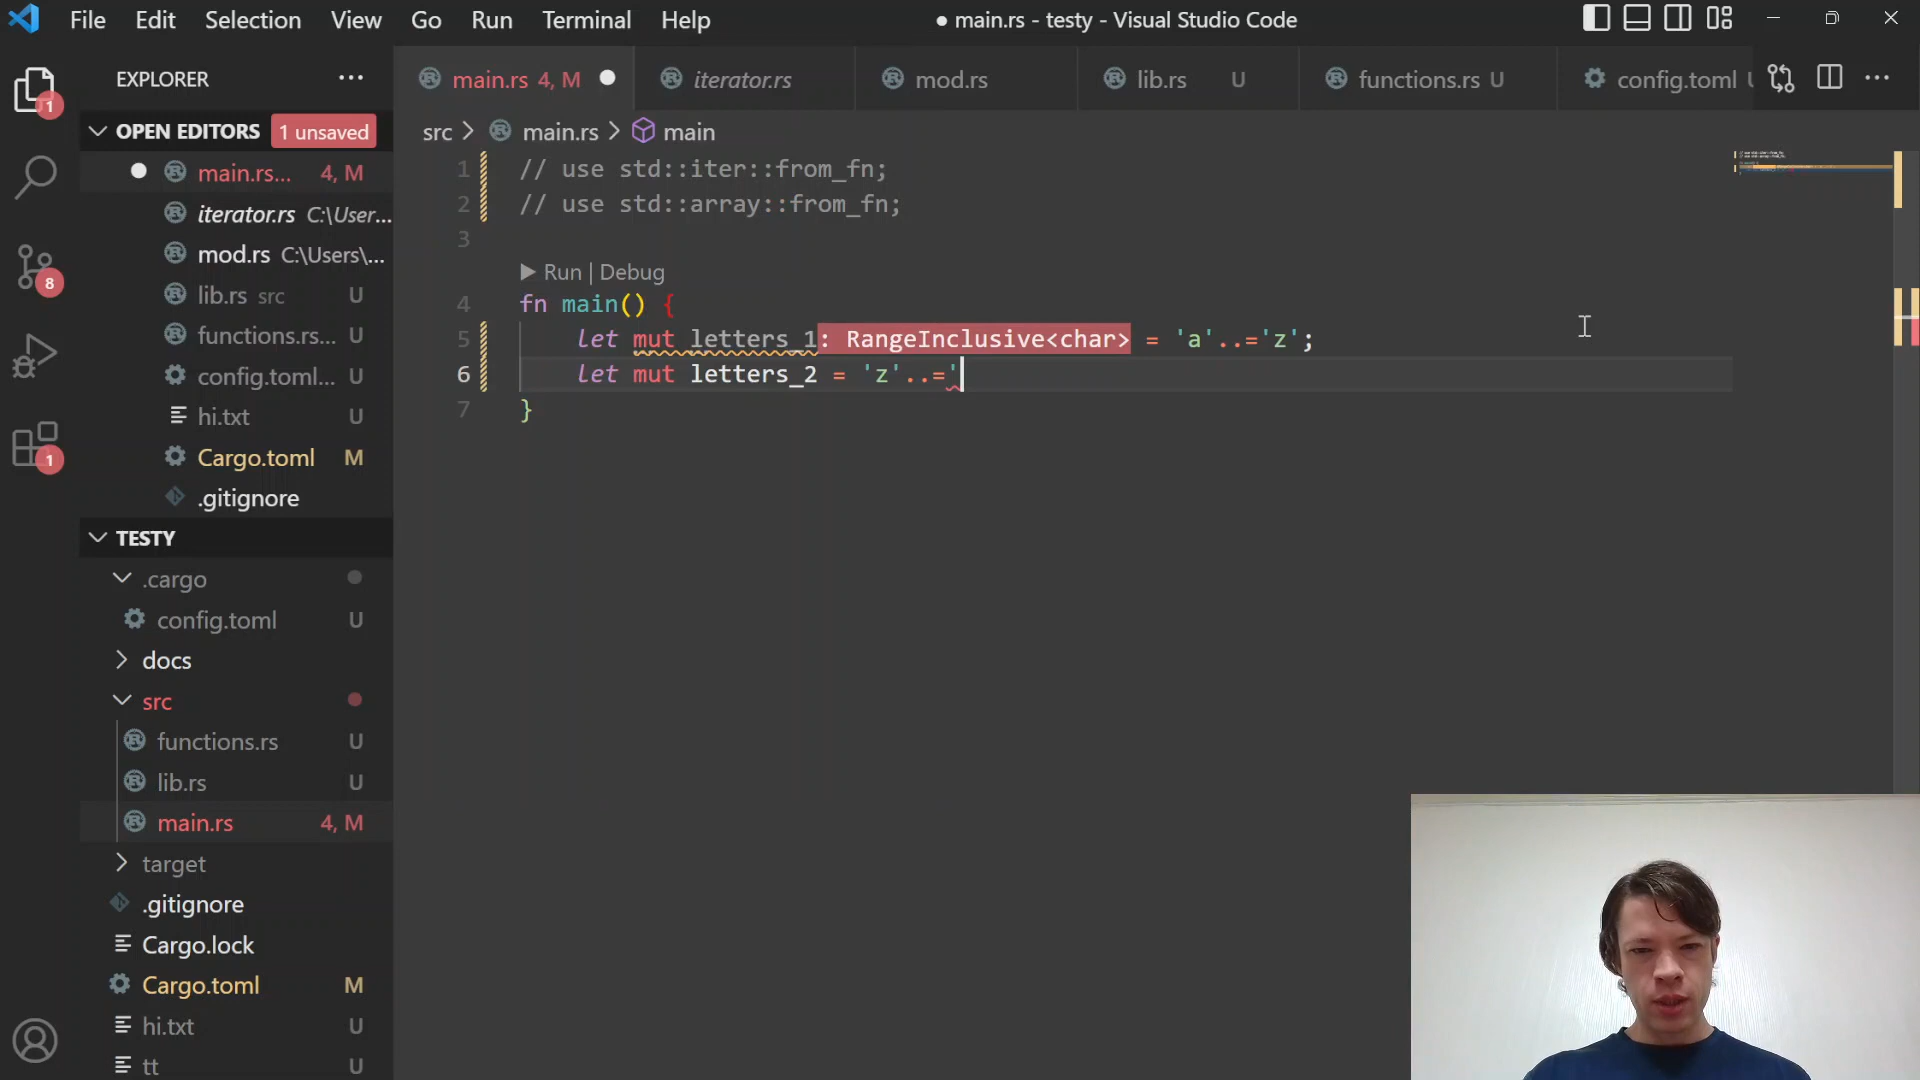 File Edit Selection View Go Run Terminal Help
● main.rs - testy - Visual Studio Code
EXPLORER ...
main.rs 4, M ● iterator.rs mod.rs lib.rs U functions.rs U config.toml
OPEN EDITORS 1 unsaved
src > main.rs > main
main.rs... 4, M
iterator.rs C:\User...
mod.rs C:\Users\...
lib.rs src U
functions.rs... U
config.toml... U
hi.txt U
Cargo.toml M
.gitignore
TESTY
.cargo
config.toml U
docs
src
functions.rs U
lib.rs U
main.rs 4, M
target
.gitignore
Cargo.lock
Cargo.toml M
hi.txt U
tt U
1
8
1
1 // use std::iter::from_fn;
2 // use std::array::from_fn;
3
Run | Debug
4 fn main() {
5 let mut letters_1: RangeInclusive<char> = 'a'..='z';
6 let mut letters_2 = 'z'..='
7 }